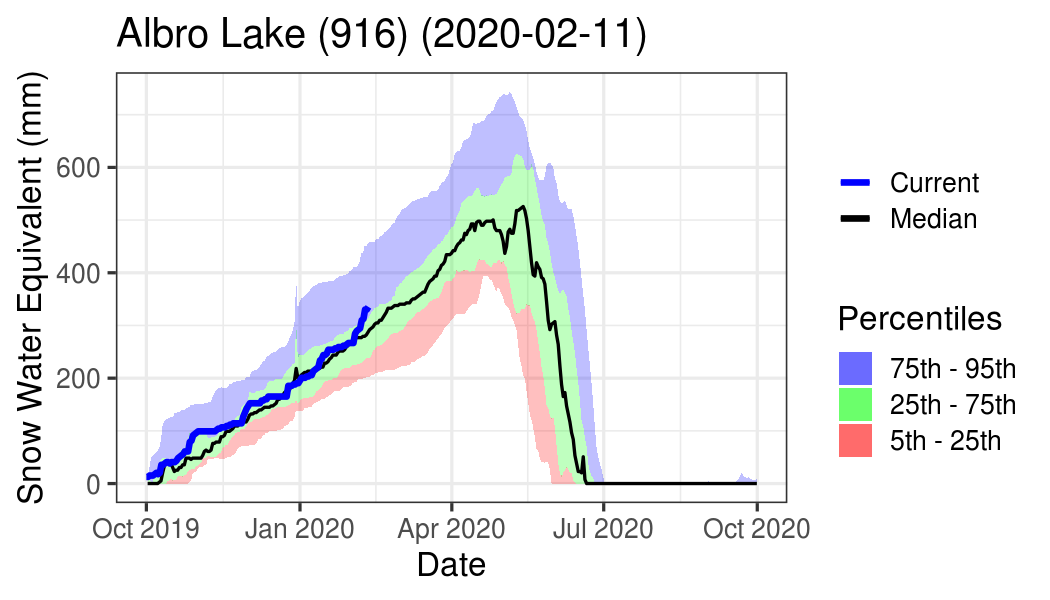 Albro Lake (916) (2020-02-11)
Snow Water Equivalent (mm)
600
400
200
0
Oct 2019
Jan 2020
Apr 2020
Jul 2020
Oct 2020
Date
Current
Median
Percentiles
75th - 95th
25th - 75th
5th - 25th